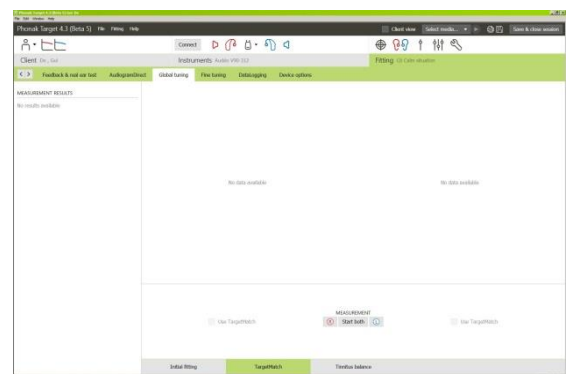 Phonak Target 4.3 (Beta 5) File Fitting Help
Client view Select media... Save & close session
Connect
Client
Instruments Audéo V90-312
Fitting
Feedback & real ear test AudiogramDirect Global tuning Fine tuning DataLogging Device options
MEASUREMENT RESULTS
No results available
No data available No data available
MEASUREMENT
Use TargetMatch Start both Use TargetMatch
Initial fitting TargetMatch Tinnitus balance